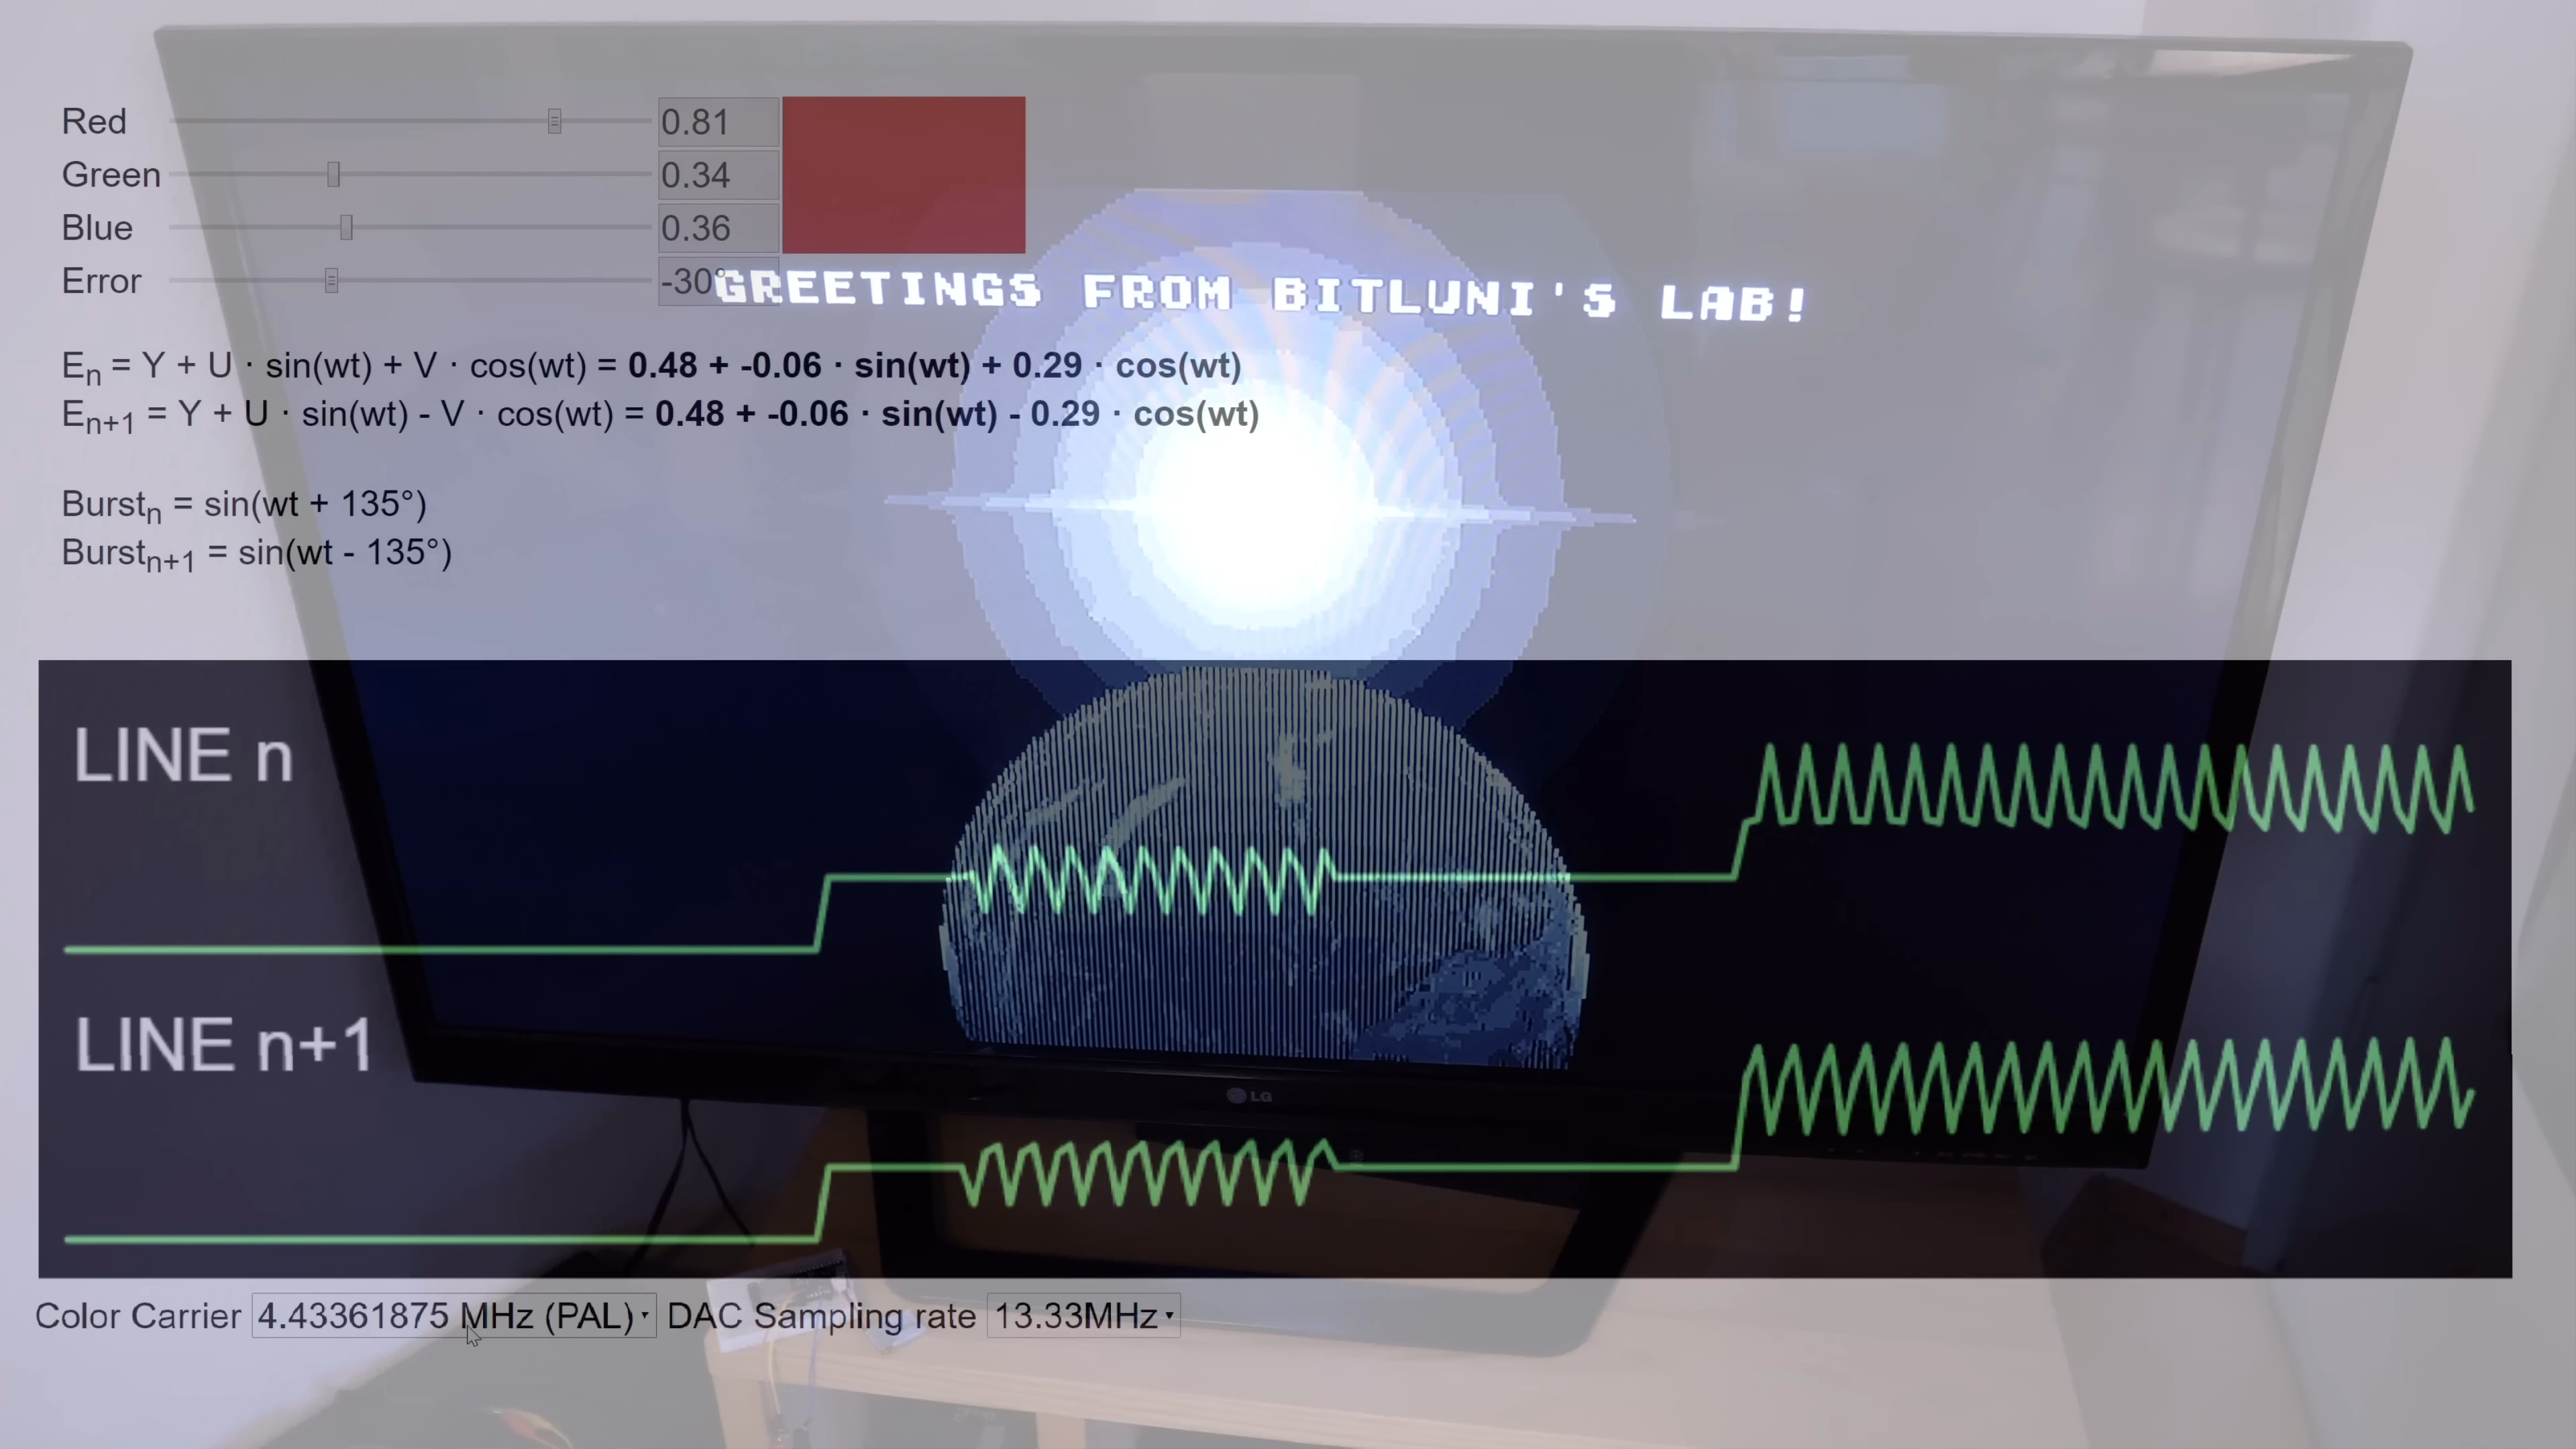 Red 0.81
Green 0.34
Blue 0.36
Error -30°
GREETINGS FROM BITLUNI'S LAB!
En = Y + U · sin(wt) + V · cos(wt) = 0.48 + -0.06 · sin(wt) + 0.29 · cos(wt)
En+1 = Y + U · sin(wt) - V · cos(wt) = 0.48 + -0.06 · sin(wt) - 0.29 · cos(wt)
Burstn = sin(wt + 135°)
Burstn+1 = sin(wt - 135°)
LINE n
LINE n+1
LG
Color Carrier 4.43361875 MHz (PAL) DAC Sampling rate 13.33MHz